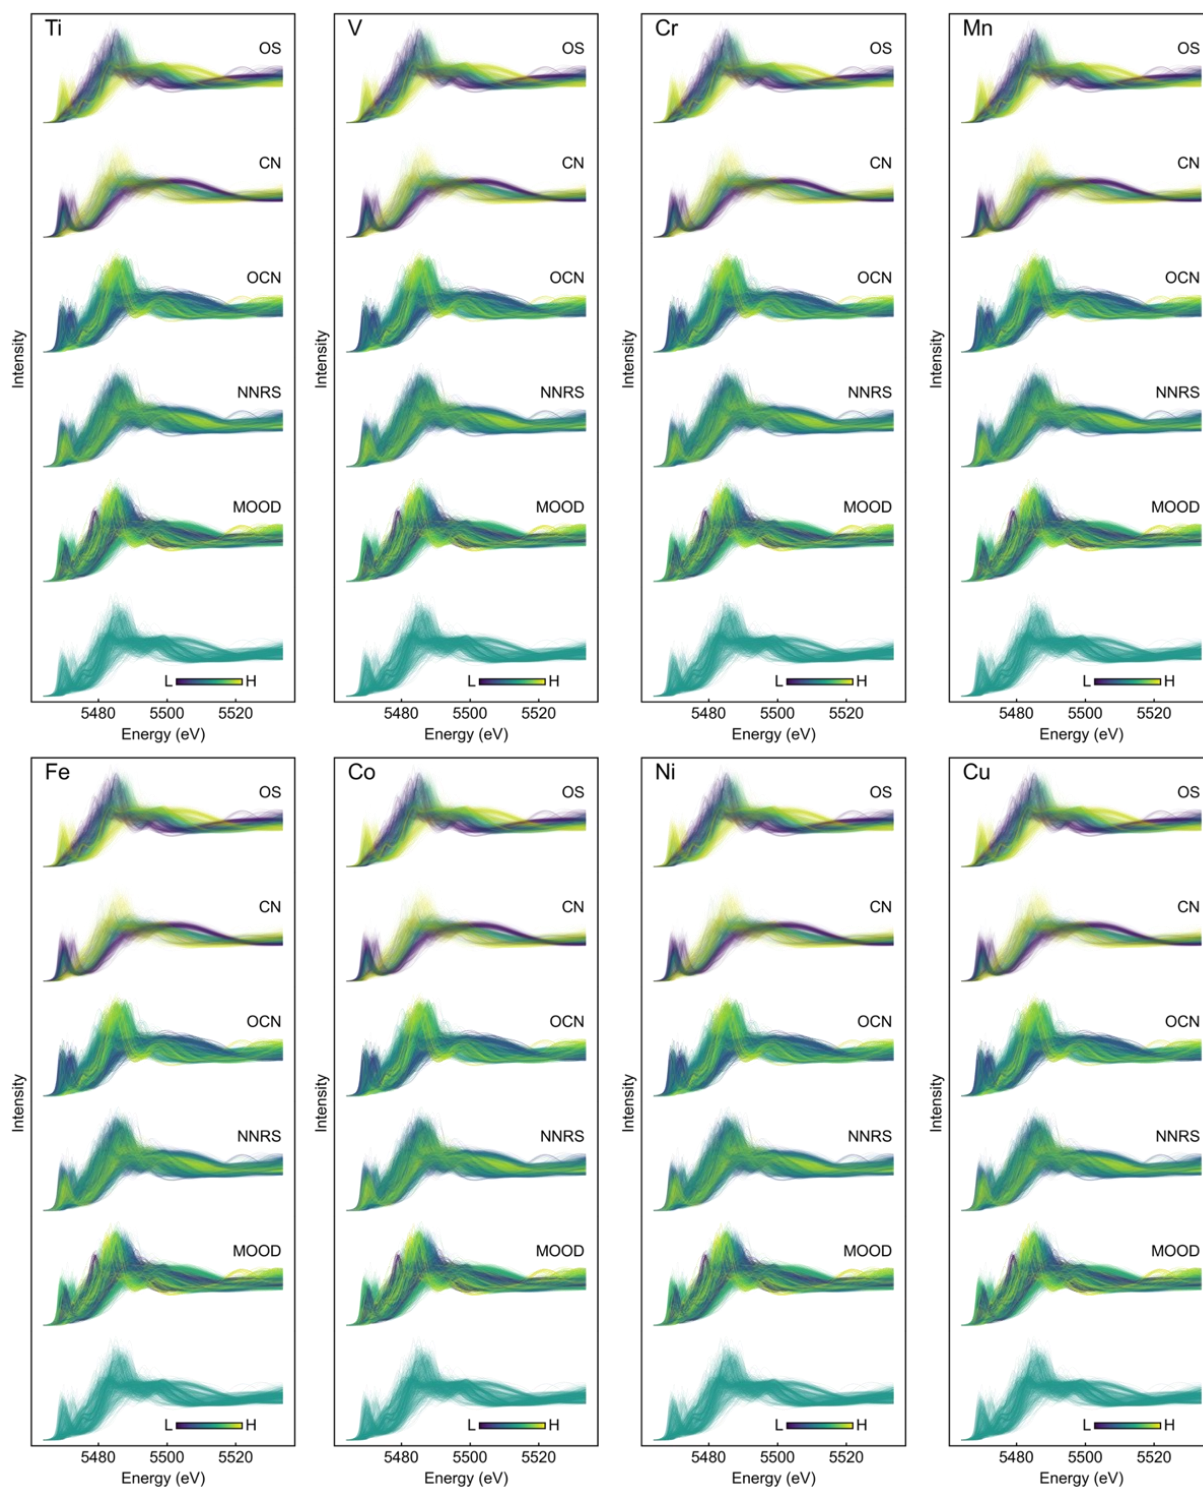 Ti
OS
CN
OCN
NNRS
MOOD
L H
Intensity
5480 5500 5520
Energy (eV)
V
OS
CN
OCN
NNRS
MOOD
L H
Intensity
5480 5500 5520
Energy (eV)
Cr
OS
CN
OCN
NNRS
MOOD
L H
Intensity
5480 5500 5520
Energy (eV)
Mn
OS
CN
OCN
NNRS
MOOD
L H
Intensity
5480 5500 5520
Energy (eV)
Fe
OS
CN
OCN
NNRS
MOOD
L H
Intensity
5480 5500 5520
Energy (eV)
Co
OS
CN
OCN
NNRS
MOOD
L H
Intensity
5480 5500 5520
Energy (eV)
Ni
OS
CN
OCN
NNRS
MOOD
L H
Intensity
5480 5500 5520
Energy (eV)
Cu
OS
CN
OCN
NNRS
MOOD
L H
Intensity
5480 5500 5520
Energy (eV)